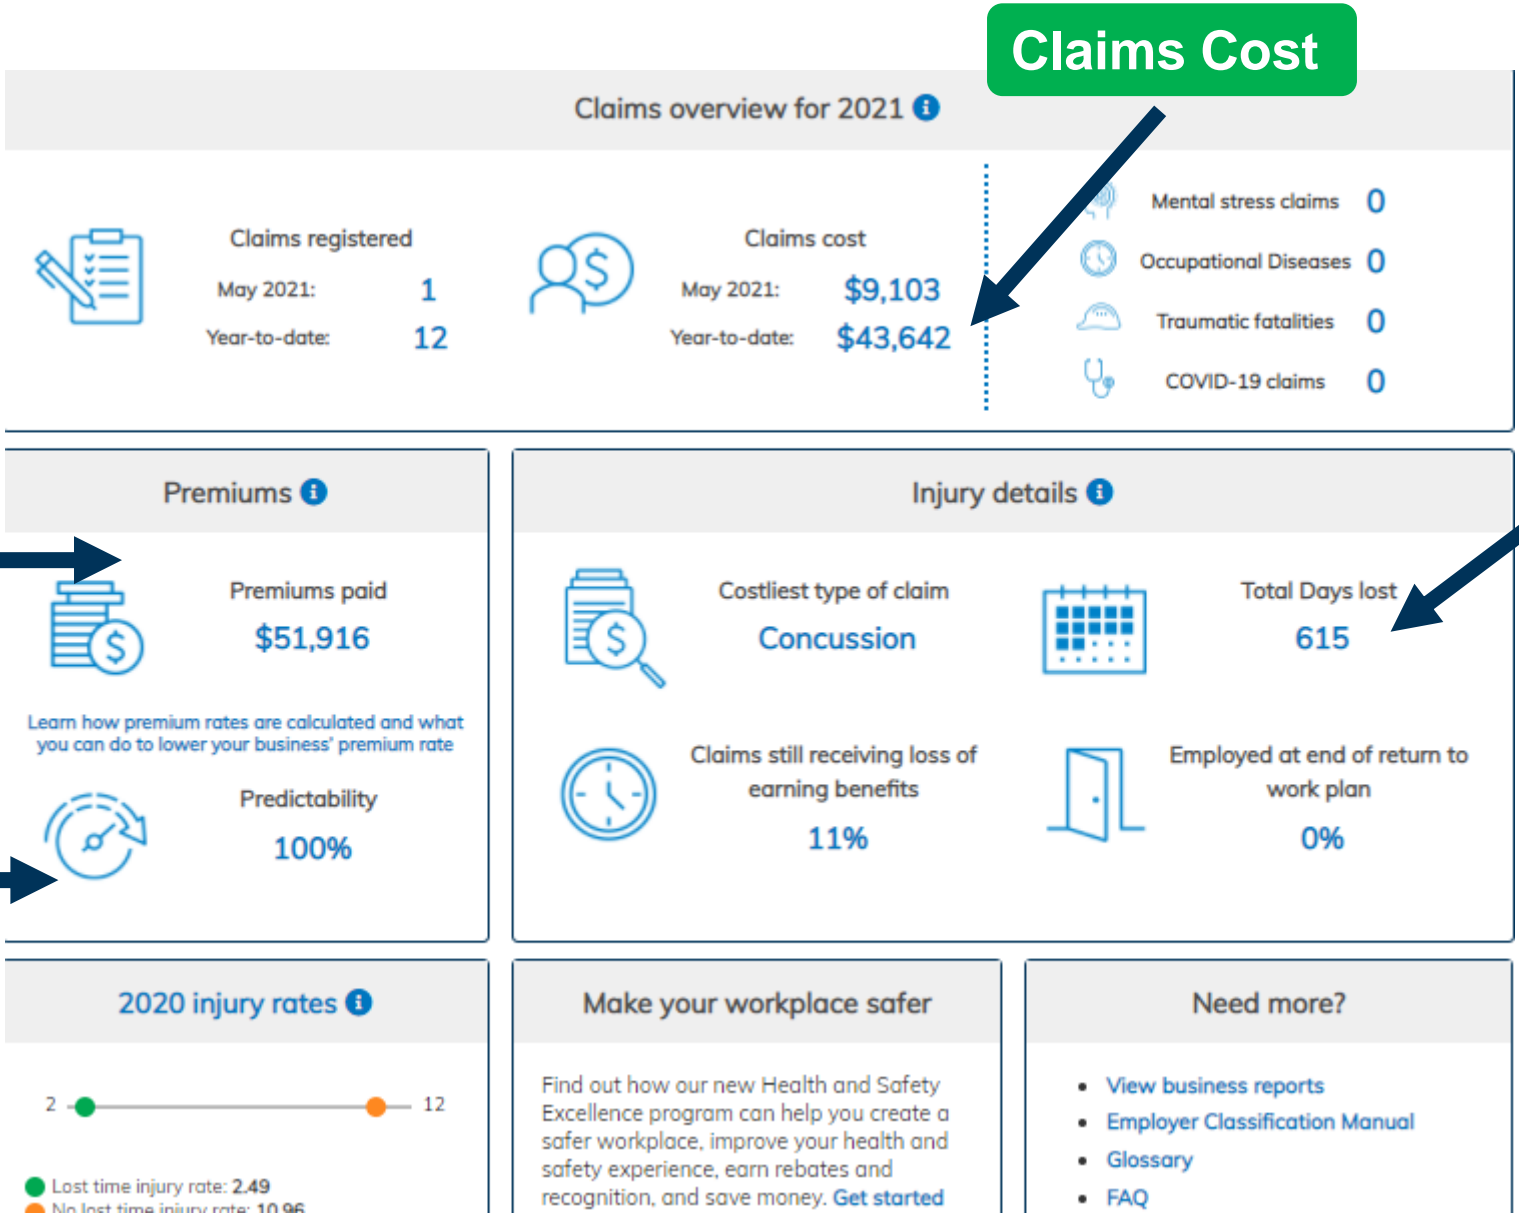 Claims Cost
Claims overview for 2021
Claims registered
May 2021: 1
Year-to-date: 12
Claims cost
May 2021: $9,103
Year-to-date: $43,642
Mental stress claims 0
Occupational Diseases 0
Traumatic fatalities 0
COVID-19 claims 0
Premiums
Premiums paid
$51,916
Learn how premium rates are calculated and what
you can do to lower your business' premium rate
Predictability
100%
Injury details
Costliest type of claim
Concussion
Total Days lost
615
Claims still receiving loss of
earning benefits
11%
Employed at end of return to
work plan
0%
2020 injury rates
2 12
Lost time injury rate: 2.49
No lost time injury rate: 10.96
Make your workplace safer
Find out how our new Health and Safety
Excellence program can help you create a
safer workplace, improve your health and
safety experience, earn rebates and
recognition, and save money. Get started
Need more?
View business reports
Employer Classification Manual
Glossary
FAQ